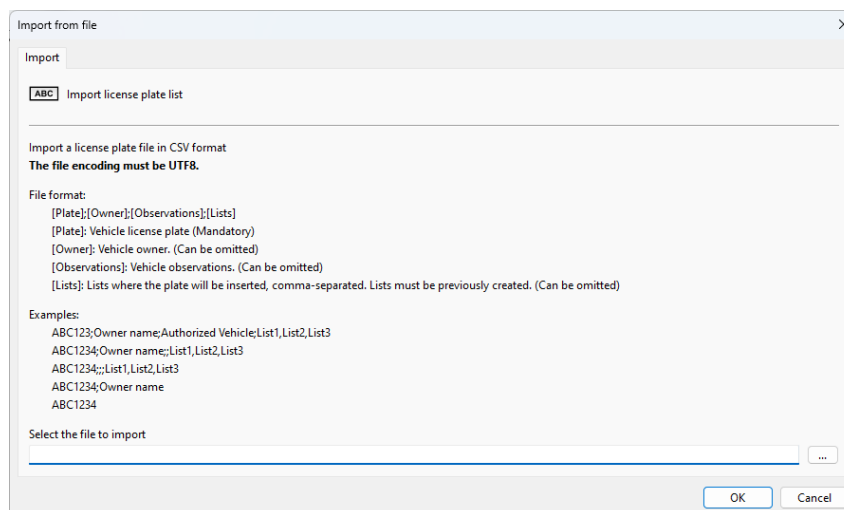 Import from file
Import
ABC Import license plate list
Import a license plate file in CSV format
The file encoding must be UTF8.
File format:
[Plate];[Owner];[Observations];[Lists]
[Plate]: Vehicle license plate (Mandatory)
[Owner]: Vehicle owner. (Can be omitted)
[Observations]: Vehicle observations. (Can be omitted)
[Lists]: Lists where the plate will be inserted, comma-separated. Lists must be previously created. (Can be omitted)
Examples:
ABC123;Owner name;Authorized Vehicle;List1,List2,List3
ABC1234;Owner name;;List1,List2,List3
ABC1234;;;List1,List2,List3
ABC1234;Owner name
ABC1234
Select the file to import
...
OK Cancel